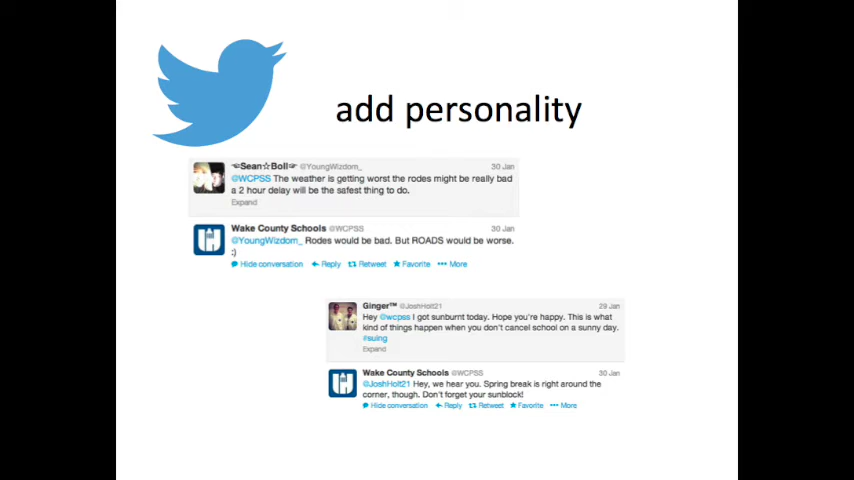 add personality
Sean☆Boll @YoungWizdom_ 30 Jan
@WCPSS The weather is getting worst the rodes might be really bad
a 2 hour delay will be the safest thing to do.
Expand
Wake County Schools @WCPSS 30 Jan
@YoungWizdom_ Rodes would be bad. But ROADS would be worse.
:)
Hide conversation Reply Retweet Favorite ••• More
Ginger™ @JoshHolt21 29 Jan
Hey @wcpss I got sunburnt today. Hope you're happy. This is what
kind of things happen when you don't cancel school on a sunny day.
#suing
Expand
Wake County Schools @WCPSS 30 Jan
@JoshHolt21 Hey, we hear you. Spring break is right around the
corner, though. Don't forget your sunblock!
Hide conversation Reply Retweet Favorite ••• More